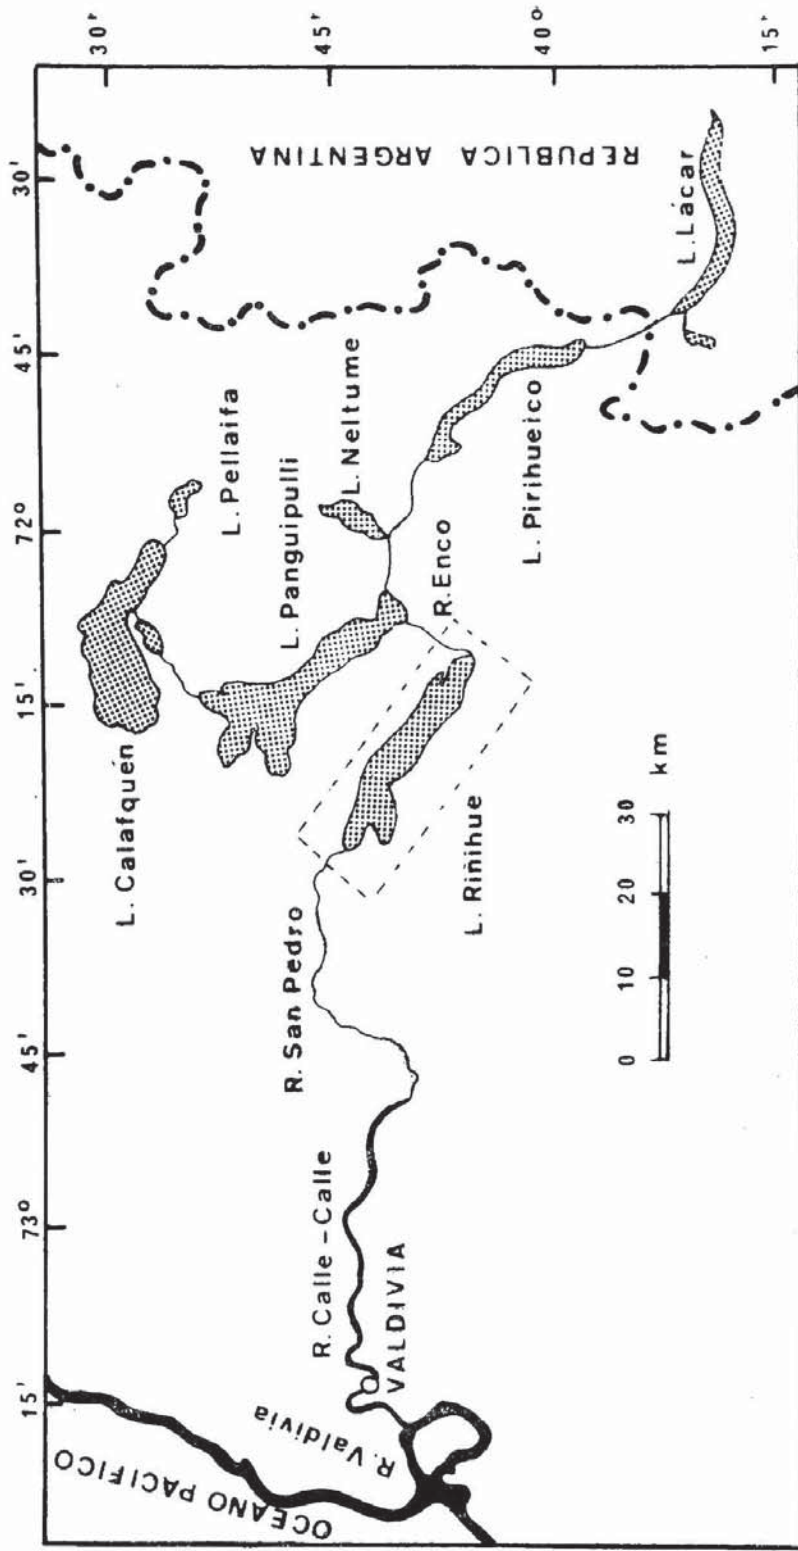 15' 73° 45' 30' 15' 72° 45' 30'
30'
45'
40°
15'
OCEANO PACIFICO
R. Valdivia
VALDIVIA
R. Calle-Calle
R. San Pedro
L. Calafquén
L. Pellaifa
L. Panguipulli
L. Neltume
R. Enco
L. Riñihue
L. Pirihueico
L. Lácar
REPUBLICA ARGENTINA
0 10 20 30
km